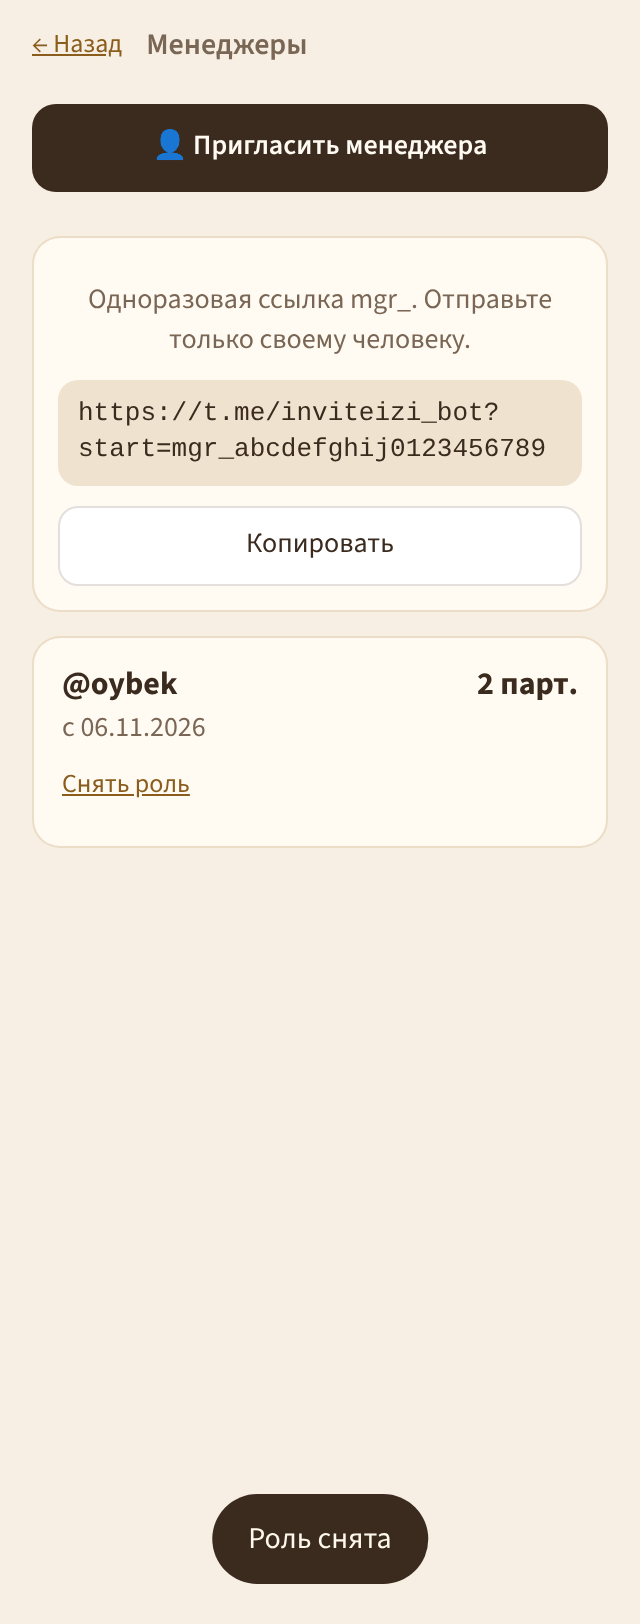 ← Назад Менеджеры
👤 Пригласить менеджера
Одноразовая ссылка mgr_. Отправьте
только своему человеку.
https://t.me/inviteizi_bot?
start=mgr_abcdefghij0123456789
Копировать
@oybek 2 парт.
с 06.11.2026
Снять роль
Роль снята